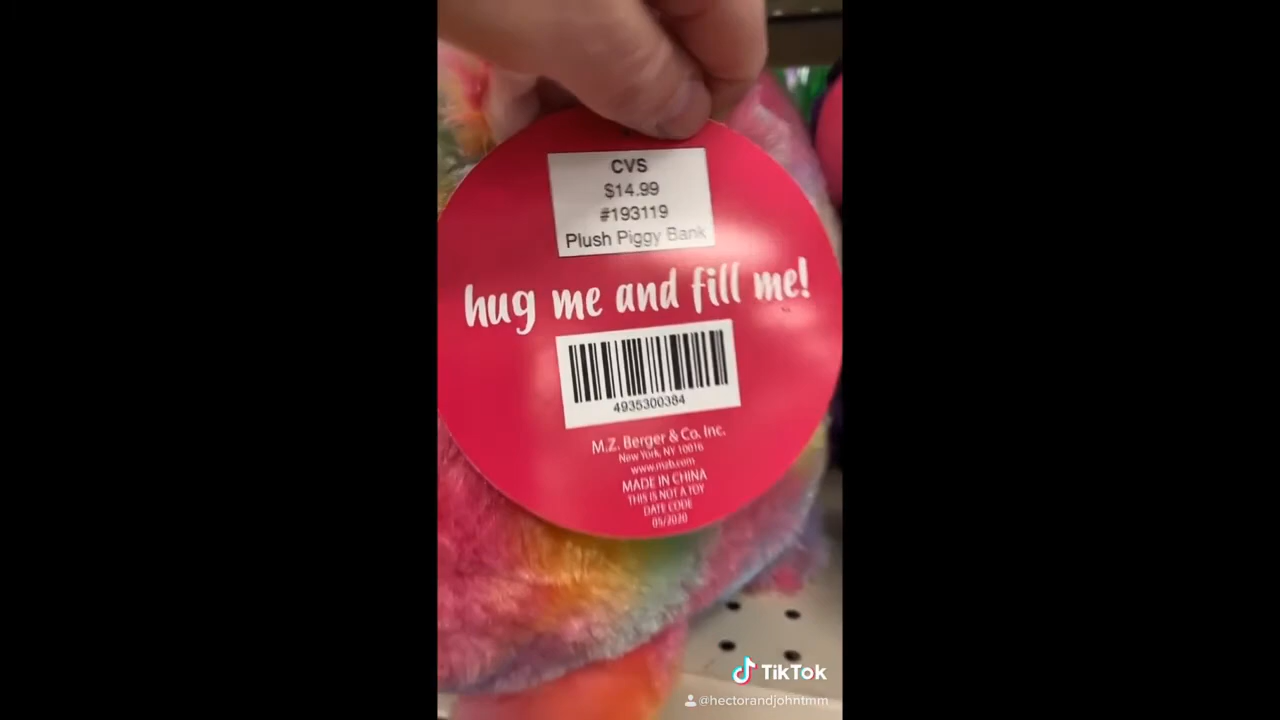 CVS
$14.99
#193119
Plush Piggy Bank
hug me and fill me!
4935300384
M.Z. Berger & Co. Inc.
New York, NY 10016
www.mzb.com
MADE IN CHINA
THIS IS NOT A TOY
DATE CODE
05/2020
TikTok
@hectorandjohntmm